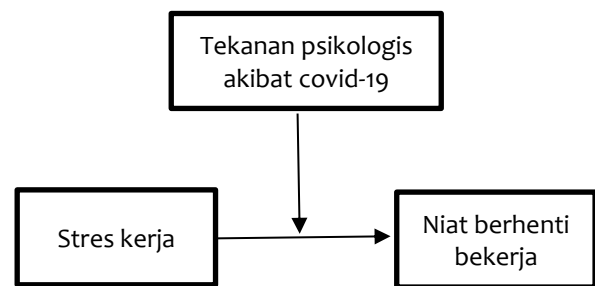 Tekanan psikologis
akibat covid-19
Stres kerja
Niat berhenti
bekerja